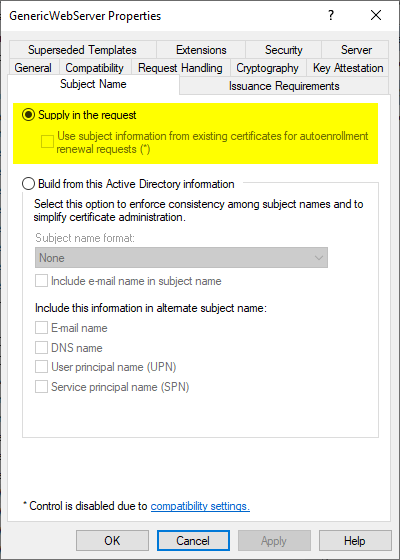 GenericWebServer Properties
?
Superseded Templates Extensions Security Server
General Compatibility Request Handling Cryptography Key Attestation
Subject Name Issuance Requirements
Supply in the request
Use subject information from existing certificates for autoenrollment
renewal requests (*)
Build from this Active Directory information
Select this option to enforce consistency among subject names and to
simplify certificate administration.
Subject name format:
None
Include e-mail name in subject name
Include this information in alternate subject name:
E-mail name
DNS name
User principal name (UPN)
Service principal name (SPN)
* Control is disabled due to compatibility settings.
OK Cancel Apply Help